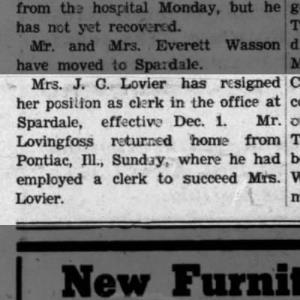 from the hospital Monday, but he
has not yet recovered.
Mr. and Mrs. Everett Wasson
have moved to Spardale.
Mrs. J. C. Lovier has resigned
her position as clerk in the office at
Spardale, effective Dec. 1. Mr.
Lovingfoss returned home from
Pontiac, Ill., Sunday, where he had
employed a clerk to succeed Mrs.
Lovier.
New Furni